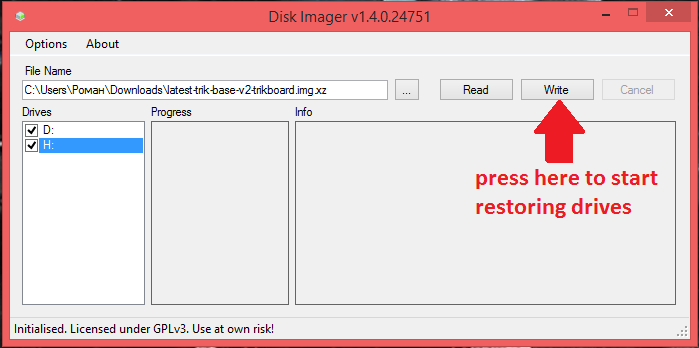 Disk Imager v1.4.0.24751
Options About
File Name
C:\Users\Роман\Downloads\latest-trik-base-v2-trikboard.img.xz ... Read Write Cancel
Drives Progress Info
D:
H:
press here to start
restoring drives
Initialised. Licensed under GPLv3. Use at own risk!